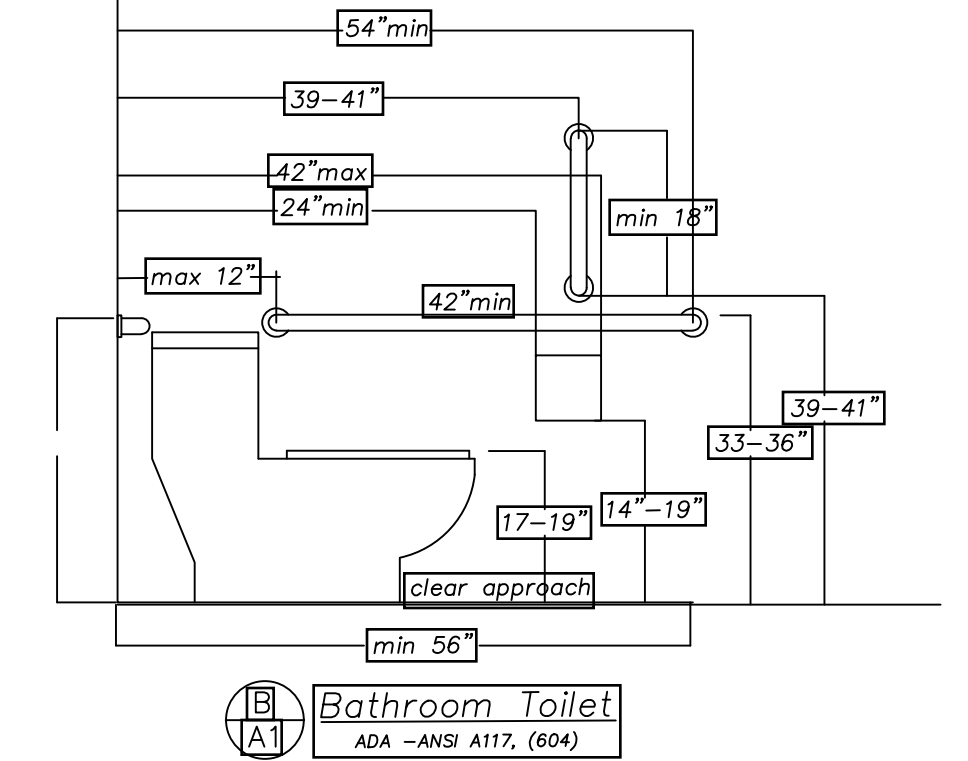 54"min
39-41"
42"max
24"min
min 18"
max 12"
42"min
39-41"
33-36"
14"-19"
17-19"
clear approach
min 56"
B
A1
Bathroom Toilet
ADA -ANSI A117, (604)